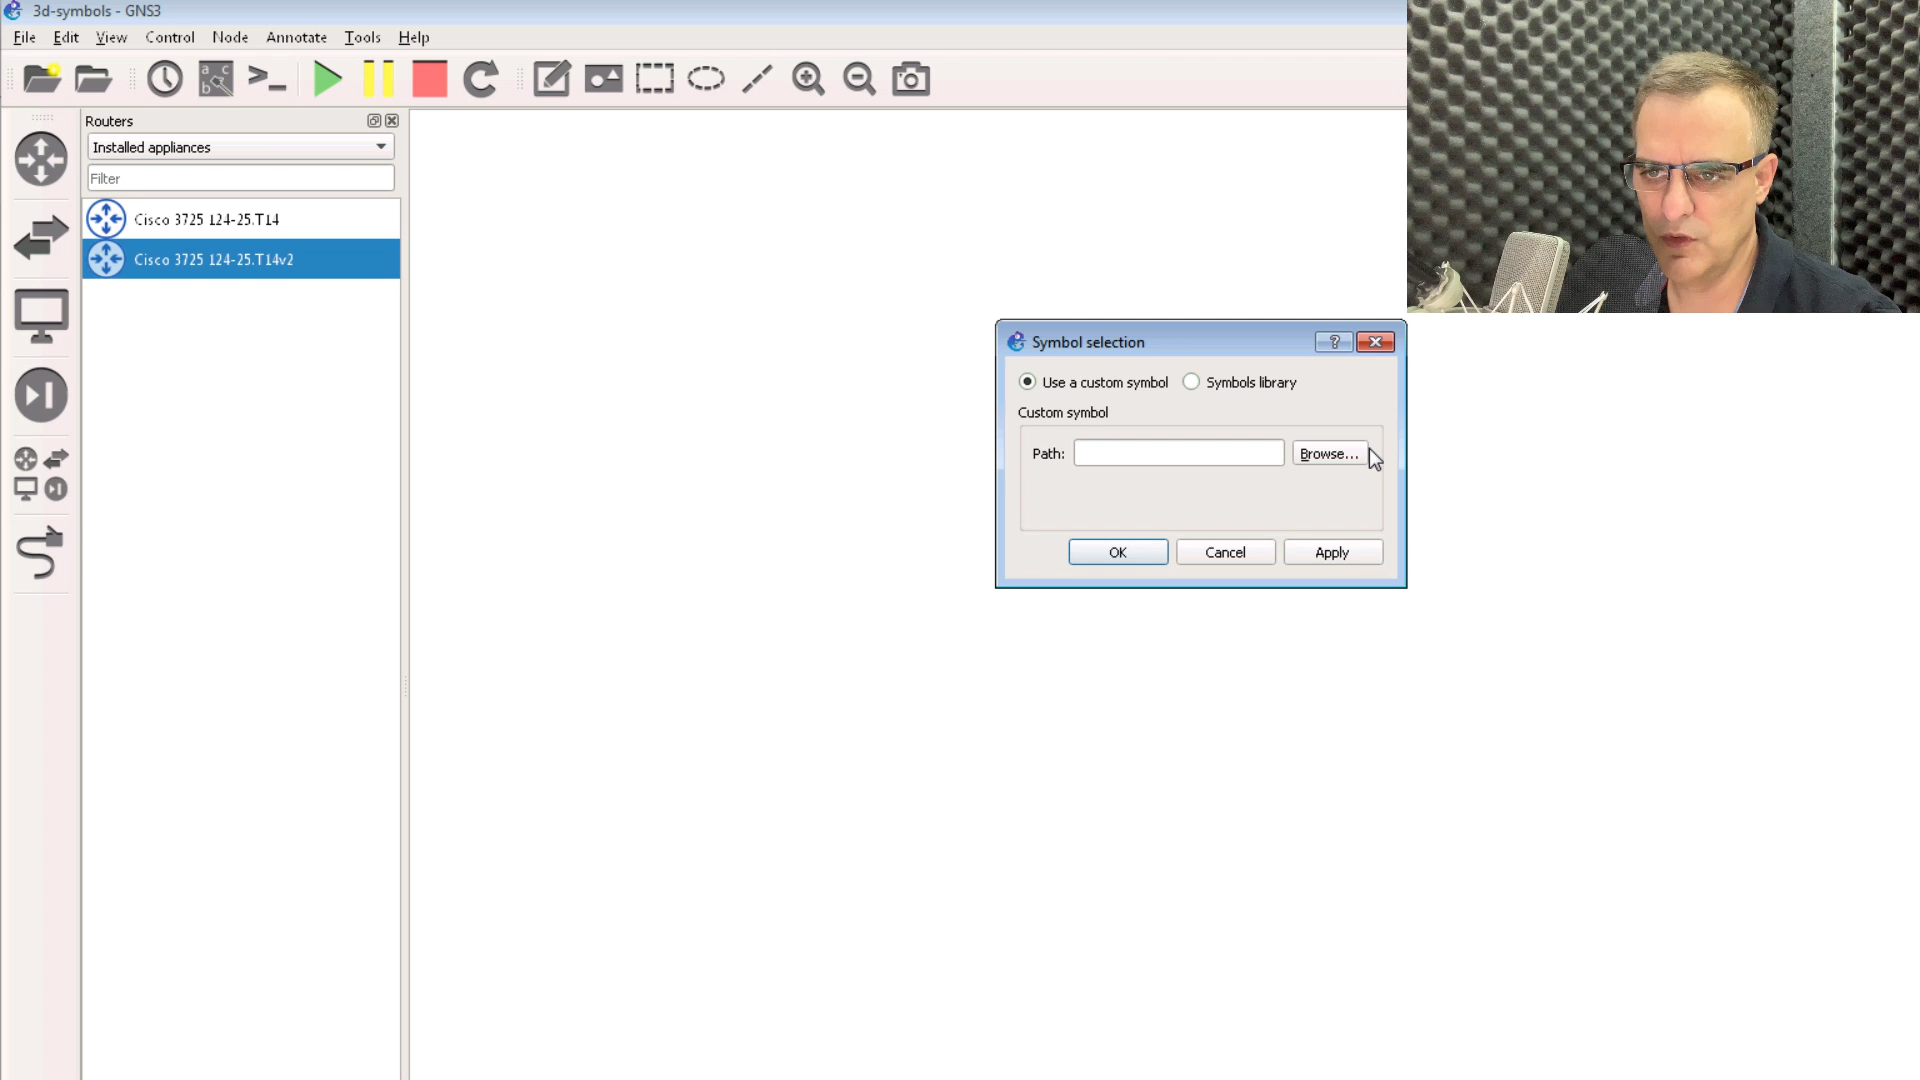 3d-symbols - GNS3
File Edit View Control Node Annotate Tools Help
Routers
Installed appliances
Filter
Cisco 3725 124-25.T14
Cisco 3725 124-25.T14v2
Symbol selection
Use a custom symbol Symbols library
Custom symbol
Path: Browse...
OK Cancel Apply